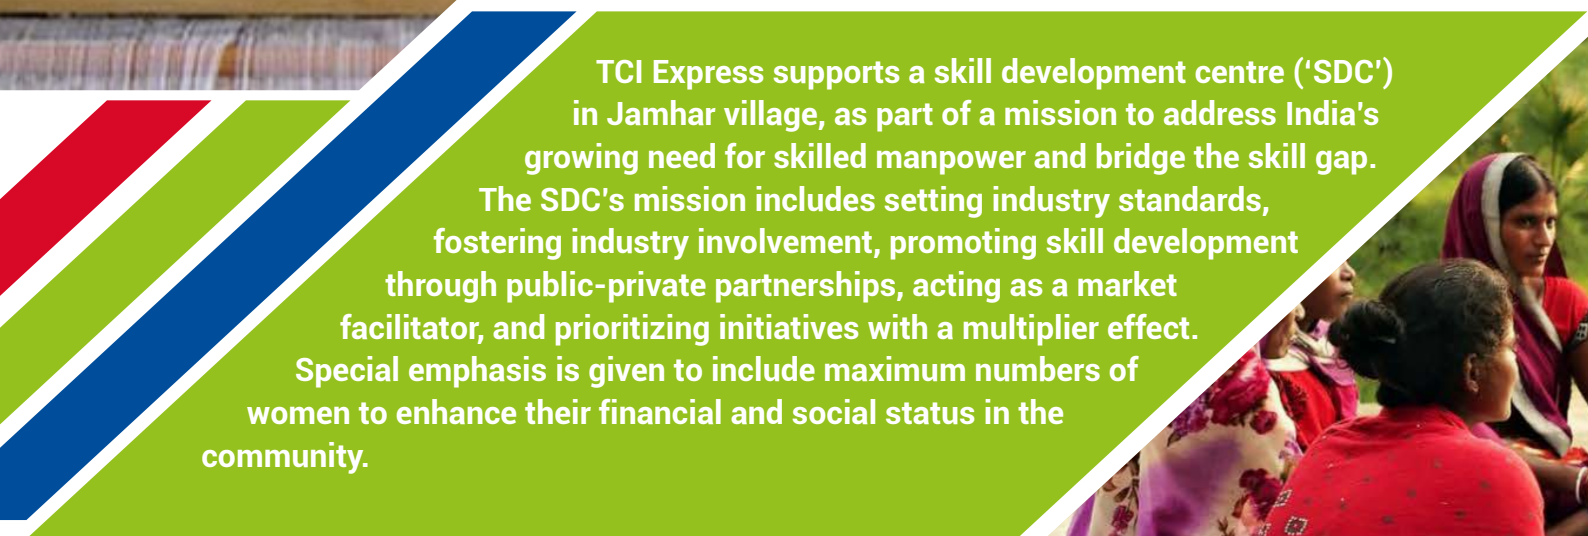 TCI Express supports a skill development centre (‘SDC’)
in Jamhar village, as part of a mission to address India's
growing need for skilled manpower and bridge the skill gap.
The SDC's mission includes setting industry standards,
fostering industry involvement, promoting skill development
through public-private partnerships, acting as a market
facilitator, and prioritizing initiatives with a multiplier effect.
Special emphasis is given to include maximum numbers of
women to enhance their financial and social status in the
community.